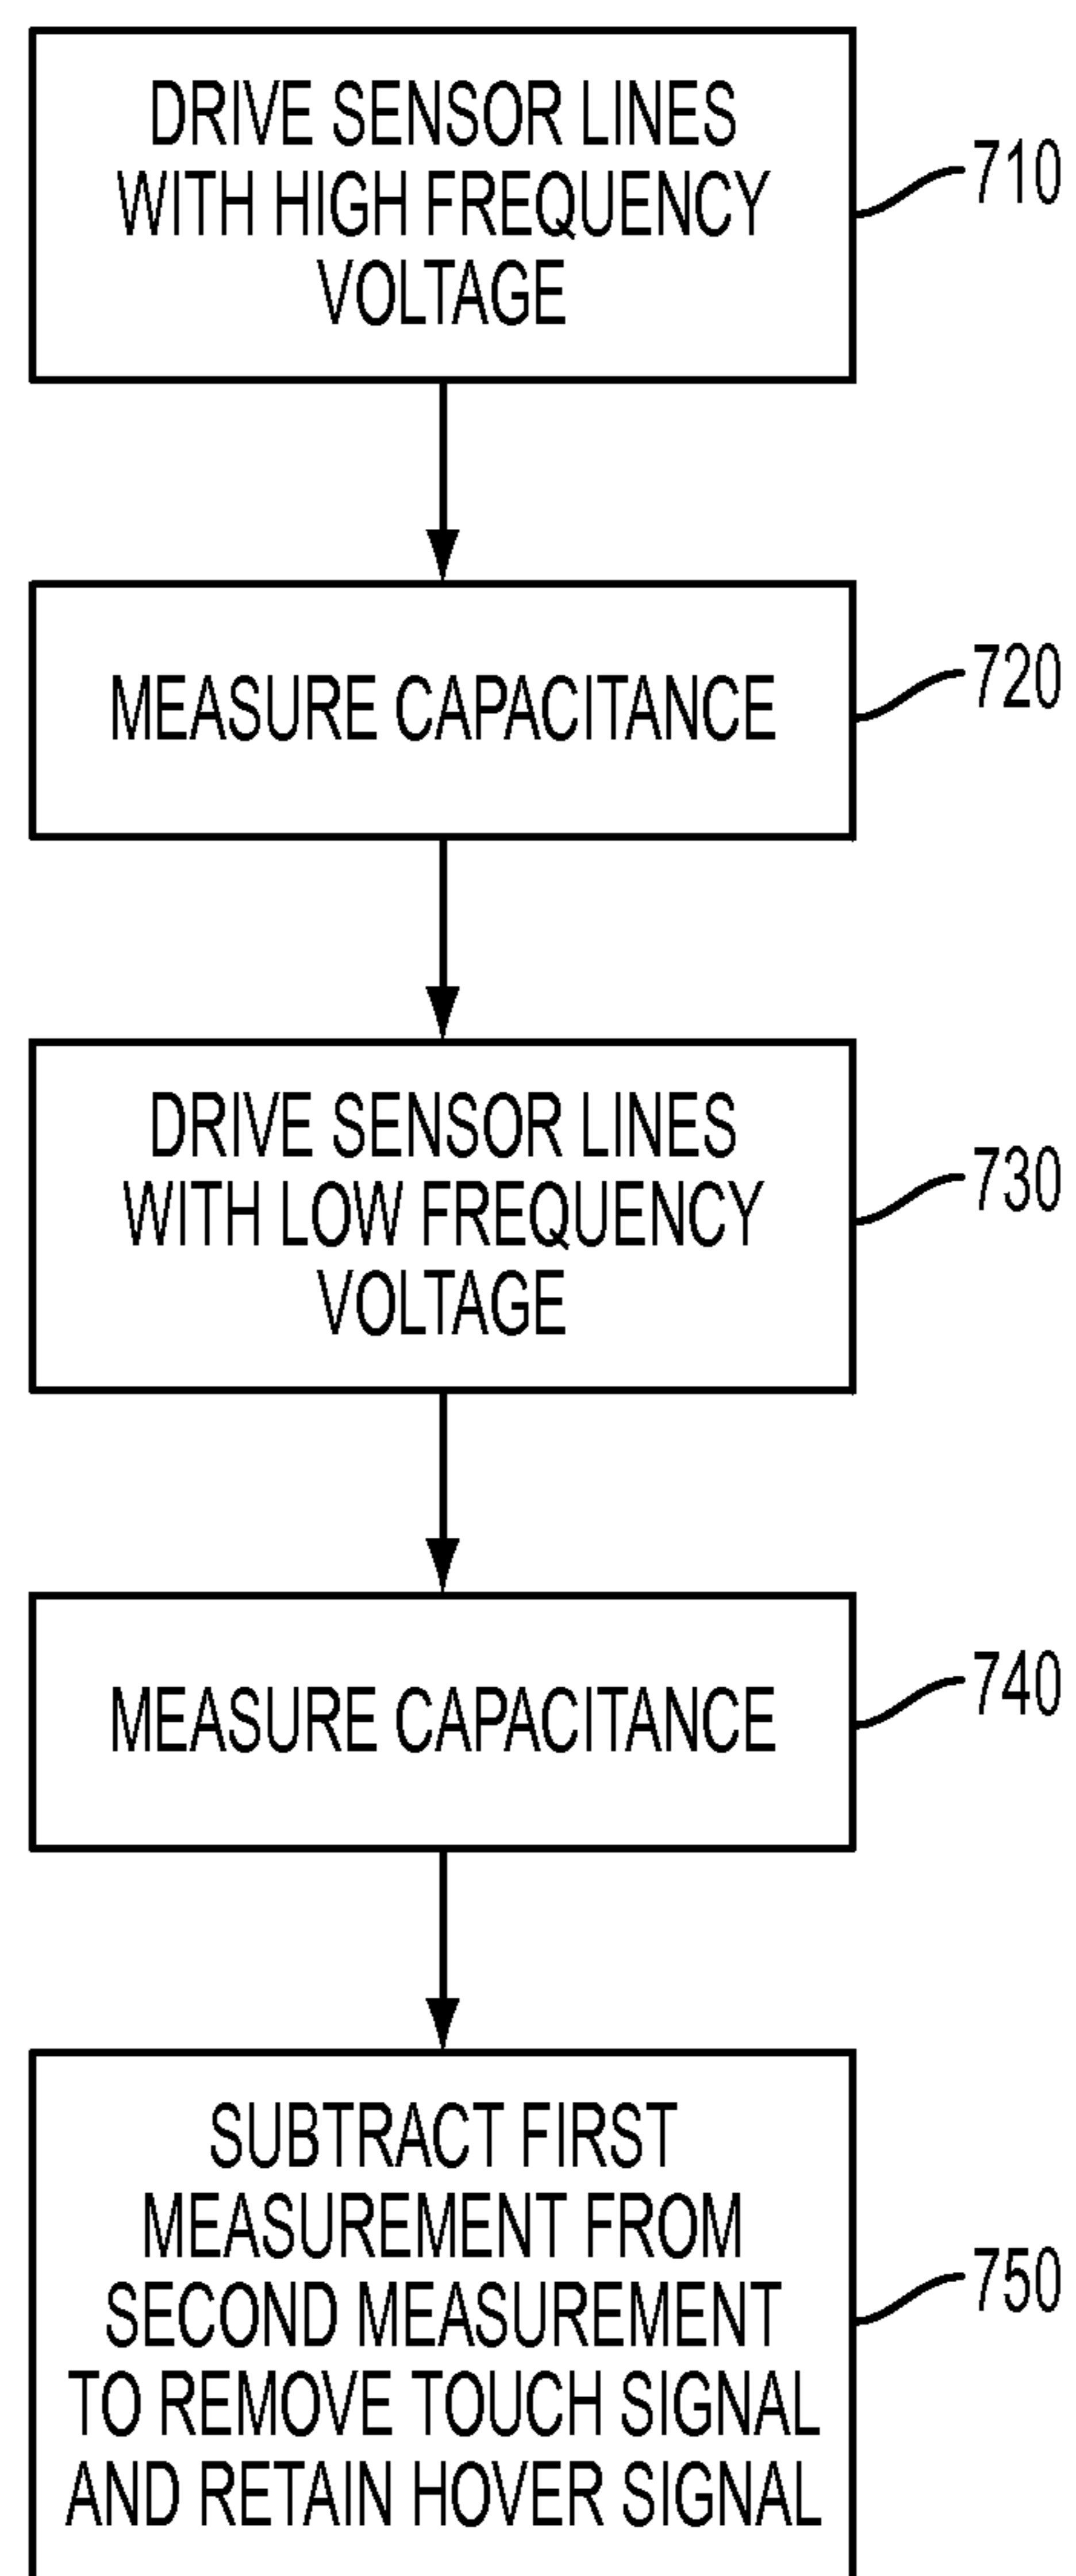 DRIVE SENSOR LINES
WITH HIGH FREQUENCY
VOLTAGE
710
MEASURE CAPACITANCE
720
DRIVE SENSOR LINES
WITH LOW FREQUENCY
VOLTAGE
730
MEASURE CAPACITANCE
740
SUBTRACT FIRST
MEASUREMENT FROM
SECOND MEASUREMENT
TO REMOVE TOUCH SIGNAL
AND RETAIN HOVER SIGNAL
750